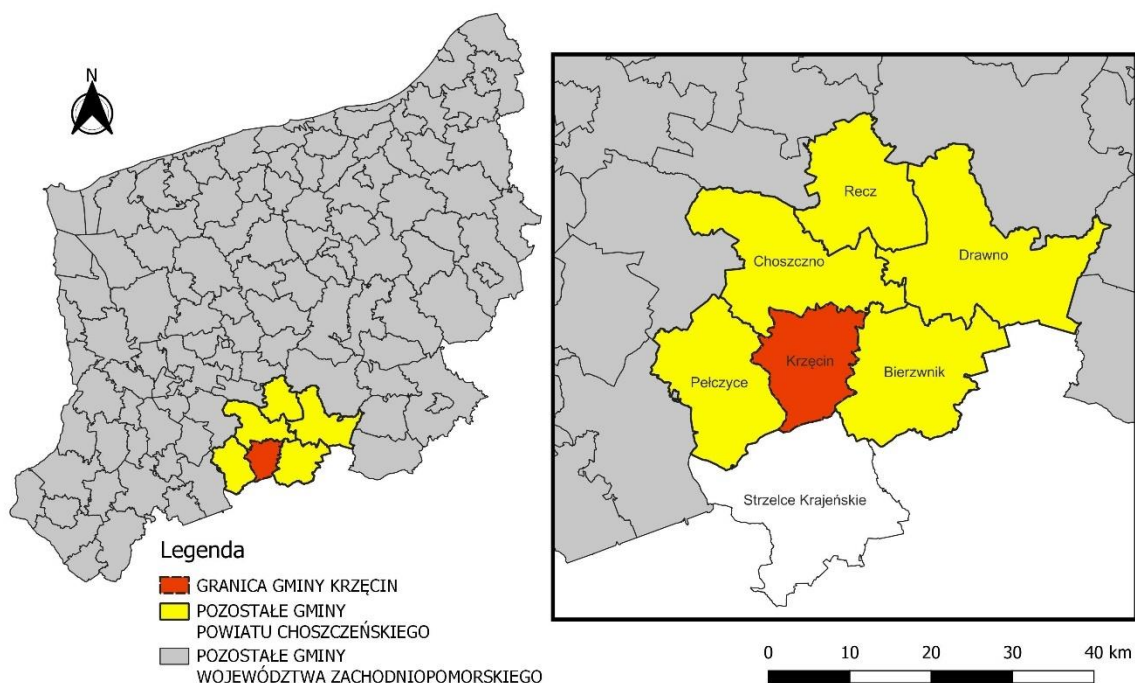 N
Legenda
GRANICA GMINY KRZĘCIN
POZOSTAŁE GMINY
POWIATU CHOSZCZEŃSKIEGO
POZOSTAŁE GMINY
WOJEWÓDZTWA ZACHODNIOPOMORSKIEGO
Recz
Drawno
Choszczno
Krzęcin
Pełczyce
Bierzwnik
Strzelce Krajeńskie
0 10 20 30 40 km